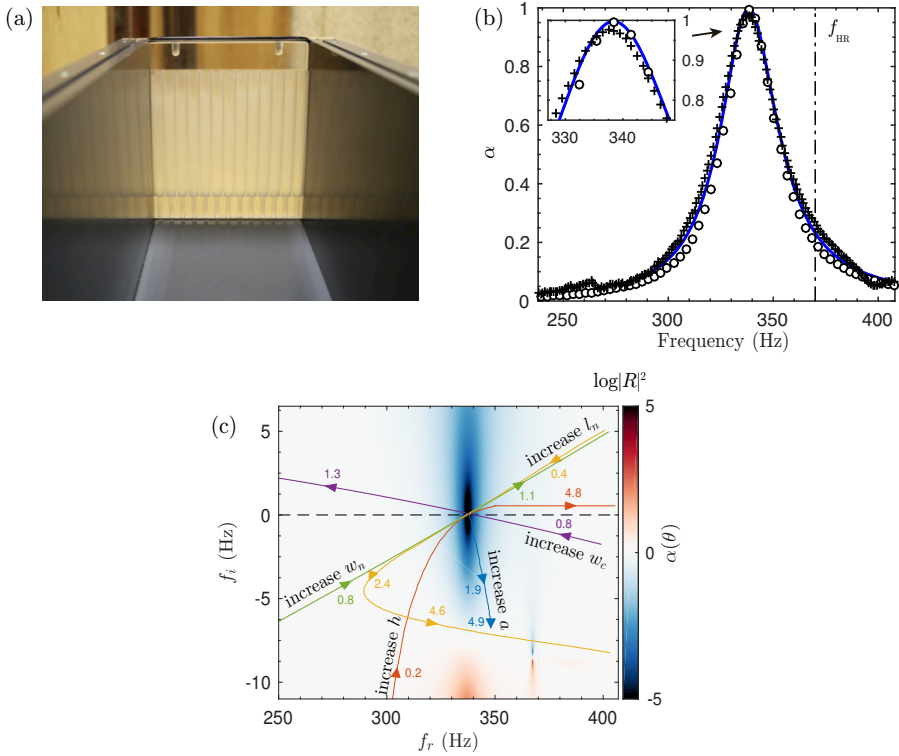 (a)
(b)
1
0.8
0.6
0.4
0.2
0
α
250
300
350
400
Frequency (Hz)
f_HR
1
0.9
0.8
330
340
(c)
log|R|²
5
0
-5
-10
f_i (Hz)
250
300
350
400
f_r (Hz)
5
0
-5
α(θ)
increase l_n
0.4
1.1
4.8
1.3
0.8
increase w_c
increase w_n
0.8
2.4
4.6
1.9
4.9
increase a
increase h
0.2